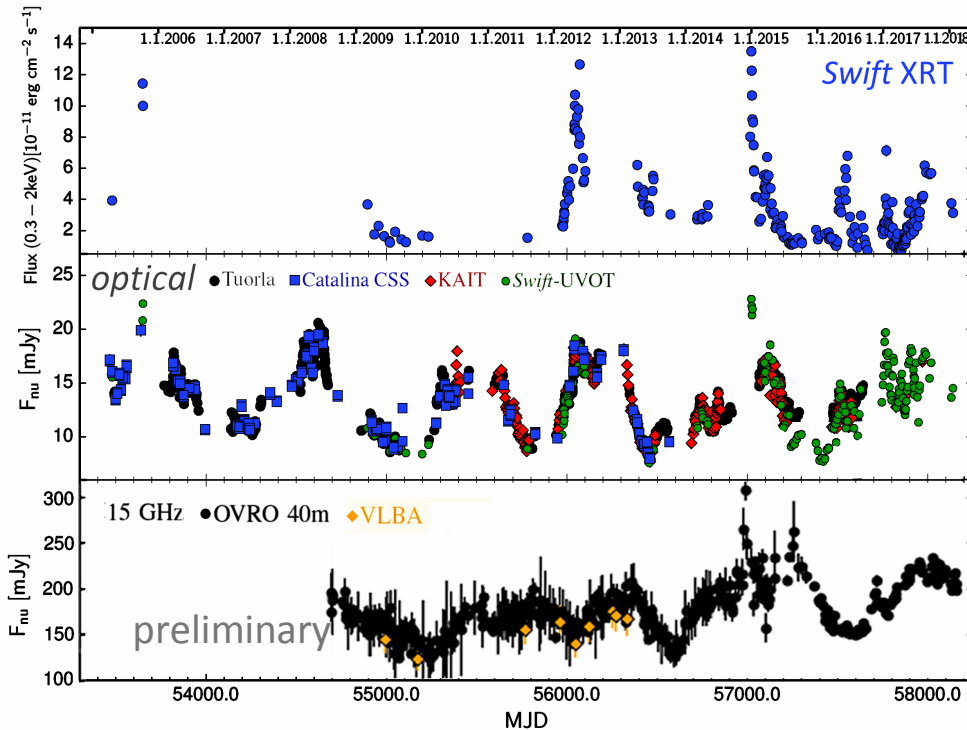 1.1.2006 1.1.2007 1.1.2008 1.1.2009 1.1.2010 1.1.2011 1.1.2012 1.1.2013 1.1.2014 1.1.2015 1.1.2016 1.1.2017 1.1.2018
Swift XRT
Flux (0.3 − 2keV)[10⁻¹¹ erg cm⁻² s⁻¹]
14
12
10
8
6
4
2
optical Tuorla Catalina CSS KAIT Swift-UVOT
F_nu [mJy]
25
20
15
10
15 GHz OVRO 40m VLBA
preliminary
F_nu [mJy]
300
250
200
150
100
54000.0 55000.0 56000.0 57000.0 58000.0
MJD